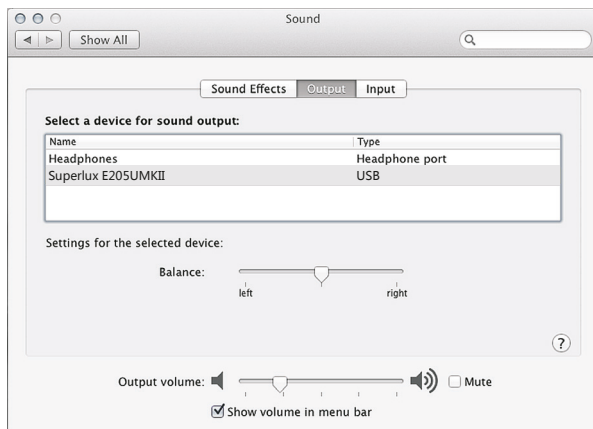 Sound
Show All
Sound Effects Output Input
Select a device for sound output:
Name Type
Headphones Headphone port
Superlux E205UMKII USB
Settings for the selected device:
Balance:
left right
?
Output volume: Mute
Show volume in menu bar